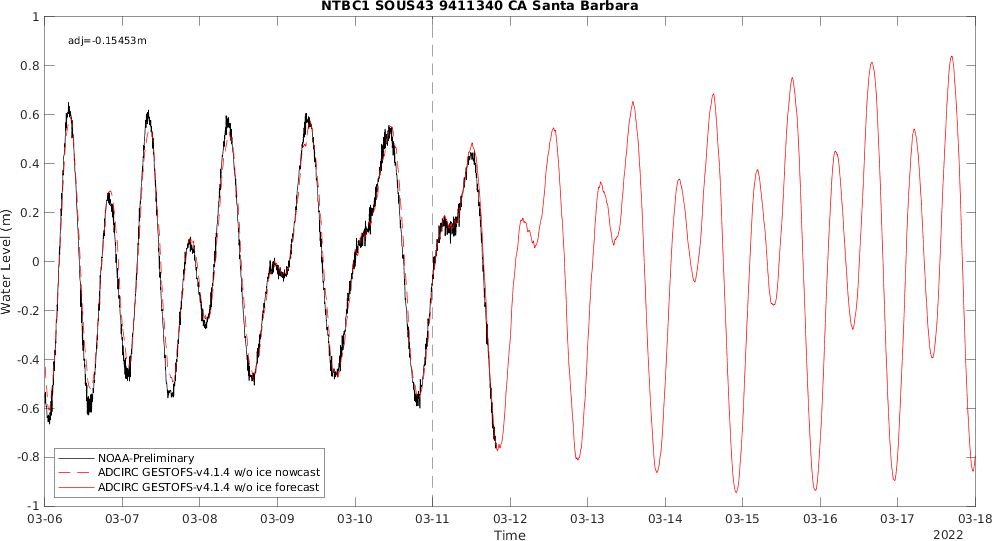 NTBC1 SOUS43 9411340 CA Santa Barbara
adj=-0.15453m
Water Level (m)
1
0.8
0.6
0.4
0.2
0
-0.2
-0.4
-0.6
-0.8
-1
NOAA-Preliminary
ADCIRC GESTOFS-v4.1.4 w/o ice nowcast
ADCIRC GESTOFS-v4.1.4 w/o ice forecast
03-06 03-07 03-08 03-09 03-10 03-11 03-12 03-13 03-14 03-15 03-16 03-17 03-18
Time
2022